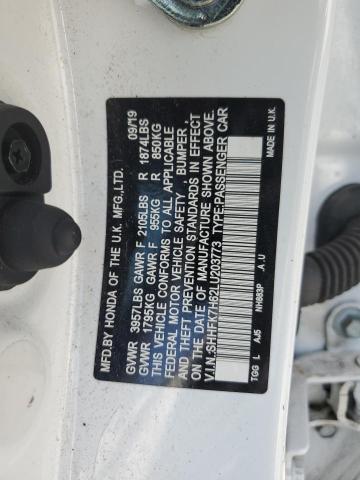 MFD.BY HONDA OF THE U.K. MFG.,LTD. 09/19
GVWR 3957LBS GAWR F 2105LBS R 1874LBS
GVWR 1795KG GAWR F 955KG R 850KG
THIS VEHICLE CONFORMS TO ALL APPLICABLE
FEDERAL MOTOR VEHICLE SAFETY BUMPER
AND THEFT PREVENTION STANDARDS IN EFFECT
ON THE DATE OF MANUFACTURE SHOWN ABOVE.
V.I.N.:SHHFK7H62LU203773 TYPE:PASSENGER CAR
TGG L AJ5 NH883P .A,U MADE IN U.K.